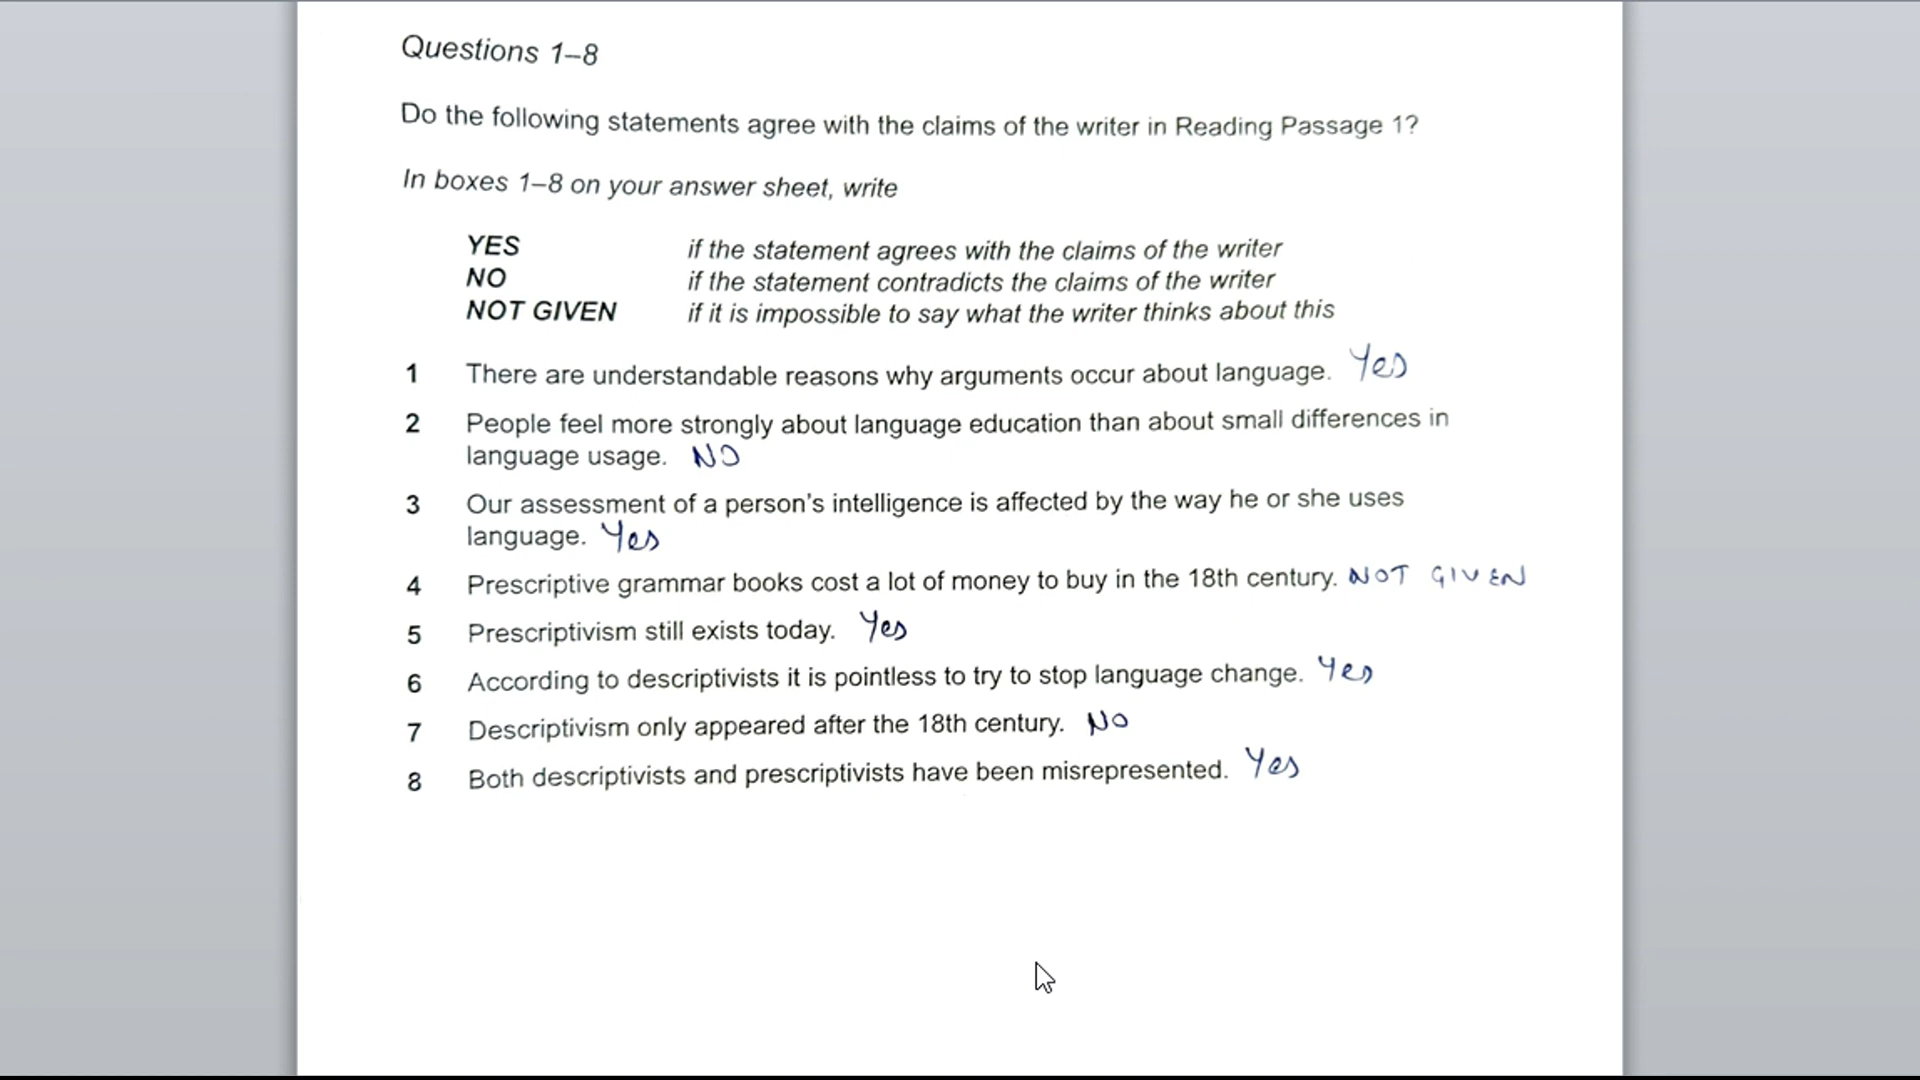 Questions 1–8
Do the following statements agree with the claims of the writer in Reading Passage 1?
In boxes 1–8 on your answer sheet, write
YES if the statement agrees with the claims of the writer
NO if the statement contradicts the claims of the writer
NOT GIVEN if it is impossible to say what the writer thinks about this
1 There are understandable reasons why arguments occur about language. Yes
2 People feel more strongly about language education than about small differences in
language usage. NO
3 Our assessment of a person's intelligence is affected by the way he or she uses
language. Yes
4 Prescriptive grammar books cost a lot of money to buy in the 18th century. NOT GIVEN
5 Prescriptivism still exists today. Yes
6 According to descriptivists it is pointless to try to stop language change. Yes
7 Descriptivism only appeared after the 18th century. NO
8 Both descriptivists and prescriptivists have been misrepresented. Yes